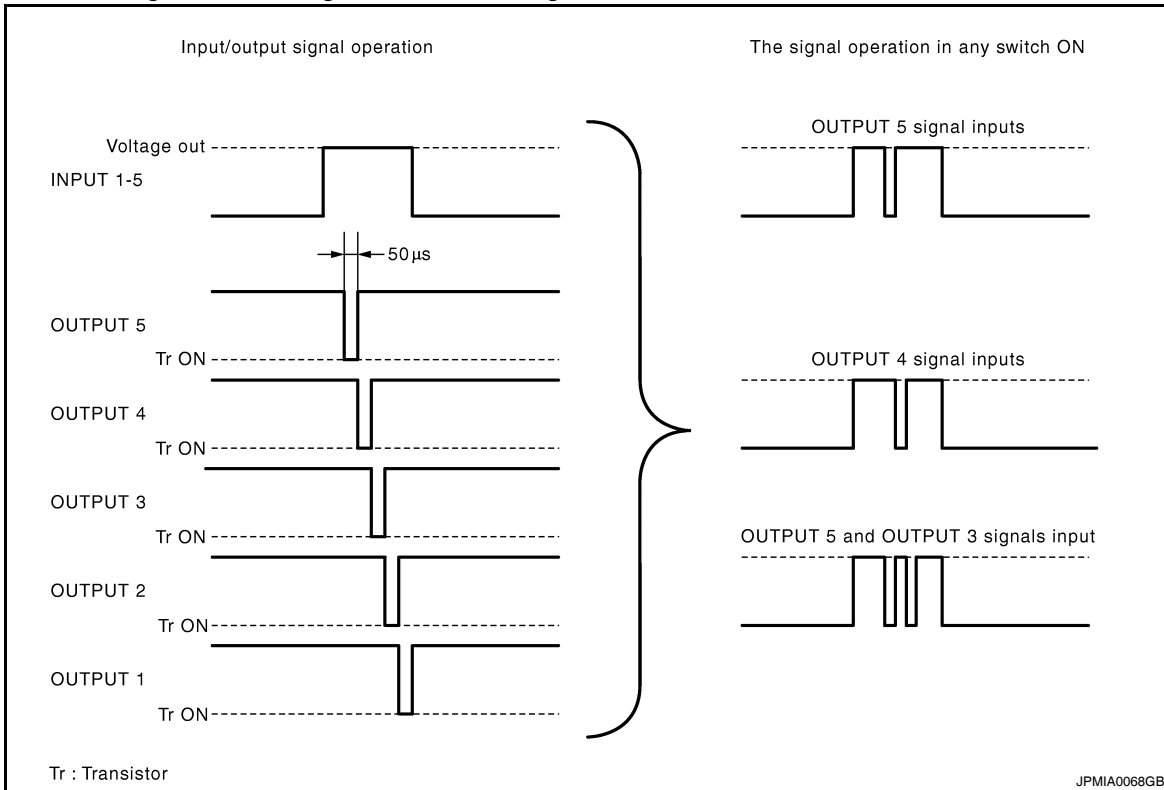 Input/output signal operation
The signal operation in any switch ON
Voltage out
INPUT 1-5
50 μs
OUTPUT 5
Tr ON
OUTPUT 4
Tr ON
OUTPUT 3
Tr ON
OUTPUT 2
Tr ON
OUTPUT 1
Tr ON
OUTPUT 5 signal inputs
OUTPUT 4 signal inputs
OUTPUT 5 and OUTPUT 3 signals input
Tr : Transistor
JPMIA0068GB